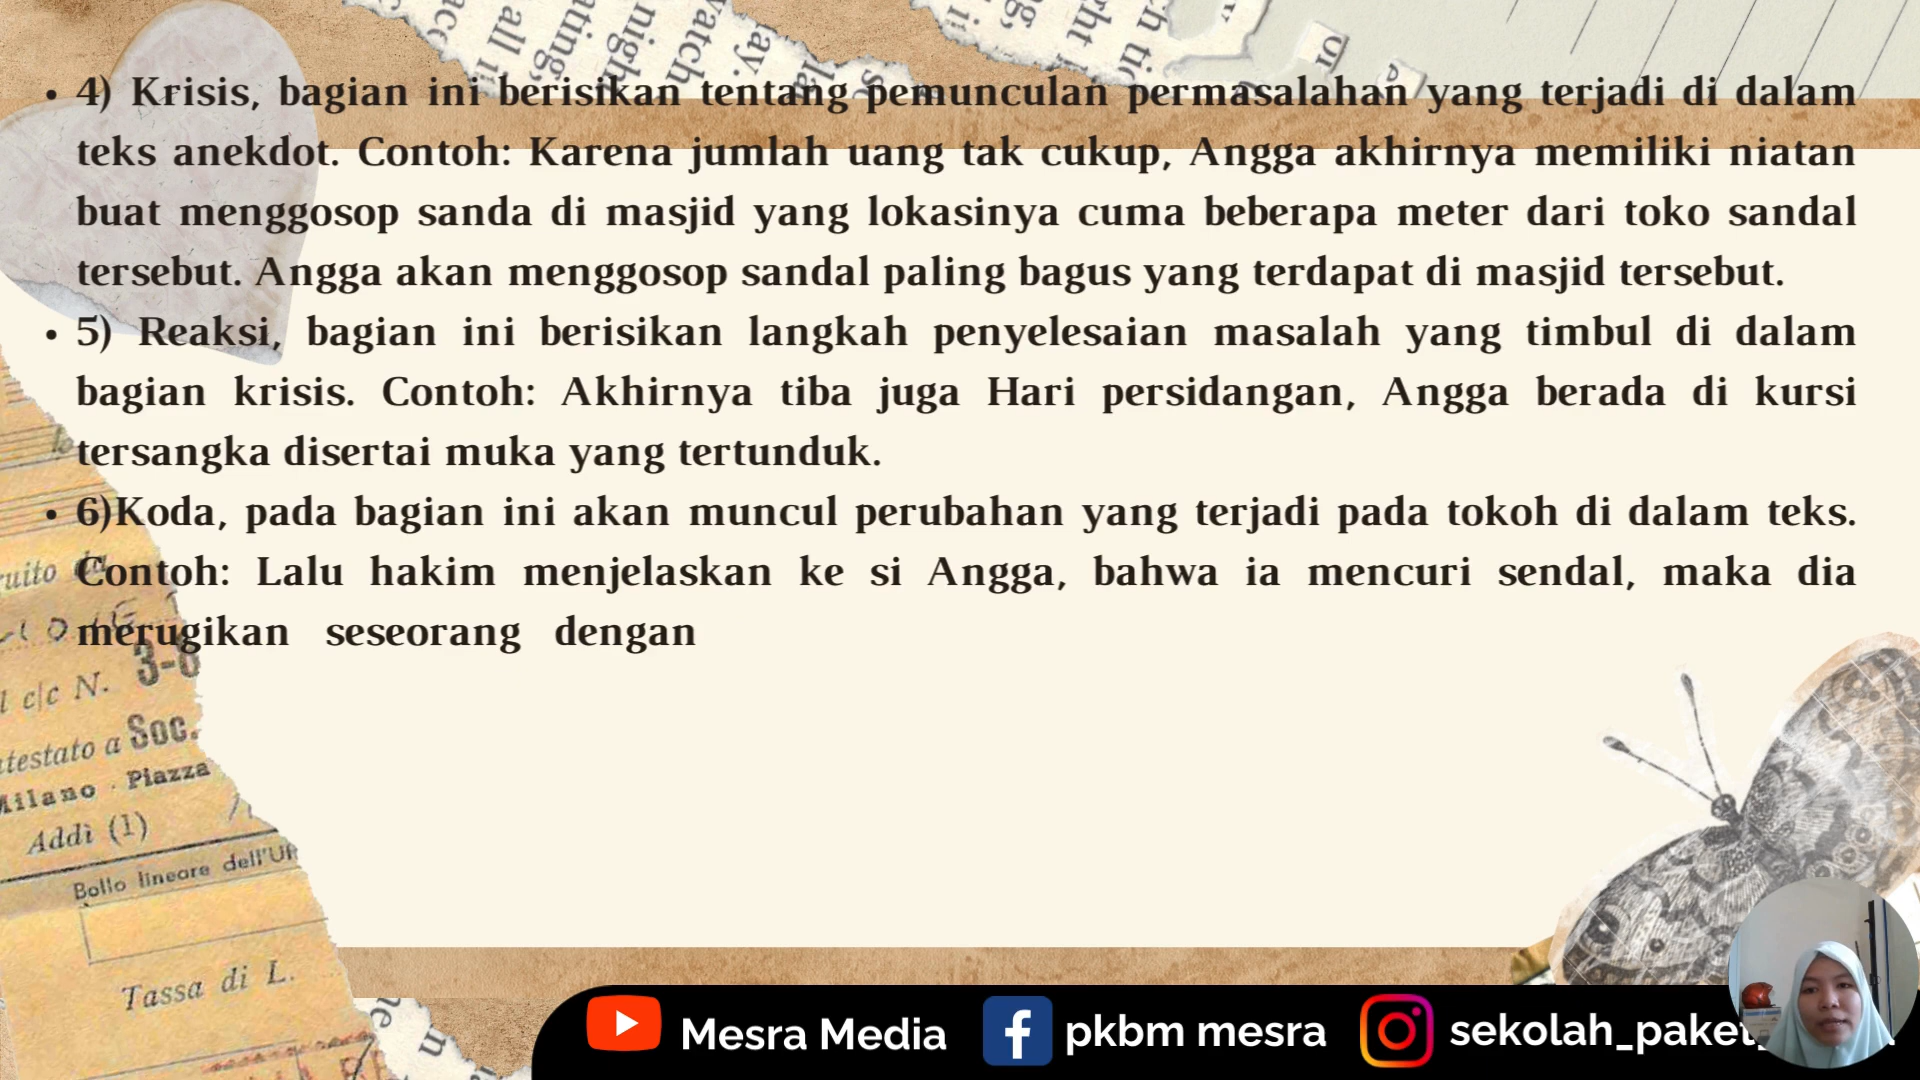 • 4) Krisis, bagian ini berisikan tentang pemunculan permasalahan yang terjadi di dalam
teks anekdot. Contoh: Karena jumlah uang tak cukup, Angga akhirnya memiliki niatan
buat menggosop sanda di masjid yang lokasinya cuma beberapa meter dari toko sandal
tersebut. Angga akan menggosop sandal paling bagus yang terdapat di masjid tersebut.
• 5) Reaksi, bagian ini berisikan langkah penyelesaian masalah yang timbul di dalam
bagian krisis. Contoh: Akhirnya tiba juga Hari persidangan, Angga berada di kursi
tersangka disertai muka yang tertunduk.
• 6)Koda, pada bagian ini akan muncul perubahan yang terjadi pada tokoh di dalam teks.
Contoh: Lalu hakim menjelaskan ke si Angga, bahwa ia mencuri sendal, maka dia
merugikan seseorang dengan
3-8
c/c N.
a Soc.
Milano · Piazza
Addì (1)
Bollo lineare
Tassa di L.
Mesra Media
pkbm mesra